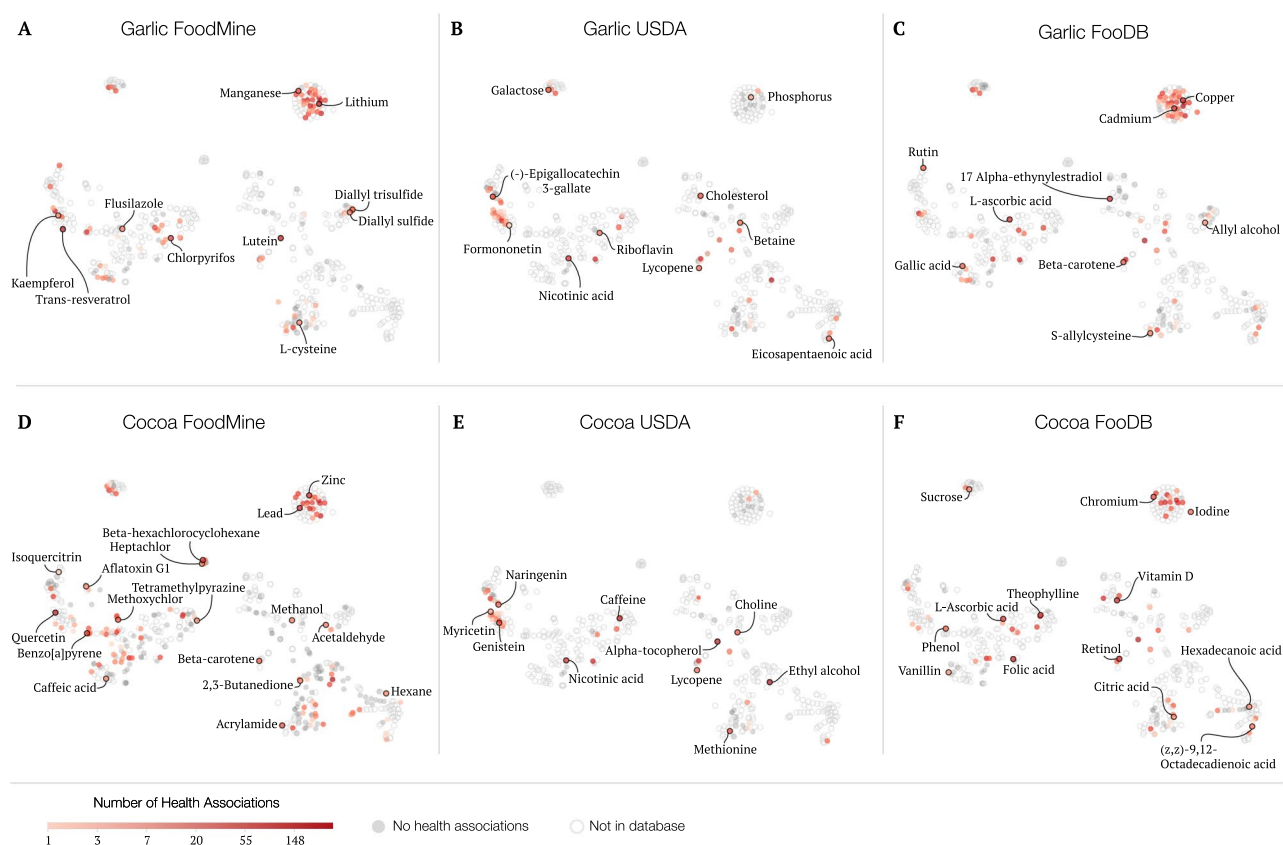 A
Garlic FoodMine
Manganese
Lithium
Diallyl trisulfide
Diallyl sulfide
Flusilazole
Lutein
Chlorpyrifos
Kaempferol
Trans-resveratrol
L-cysteine
B
Garlic USDA
Galactose
Phosphorus
(-)-Epigallocatechin
3-gallate
Cholesterol
Formononetin
Riboflavin
Betaine
Lycopene
Nicotinic acid
Eicosapentaenoic acid
C
Garlic FooDB
Copper
Cadmium
Rutin
17 Alpha-ethynylestradiol
L-ascorbic acid
Allyl alcohol
Gallic acid
Beta-carotene
S-allylcysteine
D
Cocoa FoodMine
Zinc
Lead
Beta-hexachlorocyclohexane
Heptachlor
Isoquercitrin
Aflatoxin G1
Tetramethylpyrazine
Methoxychlor
Methanol
Quercetin
Acetaldehyde
Benzo[a]pyrene
Beta-carotene
Caffeic acid
2,3-Butanedione
Hexane
Acrylamide
E
Cocoa USDA
Naringenin
Caffeine
Choline
Myricetin
Genistein
Alpha-tocopherol
Nicotinic acid
Lycopene
Ethyl alcohol
Methionine
F
Cocoa FooDB
Sucrose
Chromium
Iodine
Vitamin D
Theophylline
L-Ascorbic acid
Phenol
Retinol
Hexadecanoic acid
Vanillin
Folic acid
Citric acid
(z,z)-9,12-
Octadecadienoic acid
Number of Health Associations
1 3 7 20 55 148
No health associations
Not in database